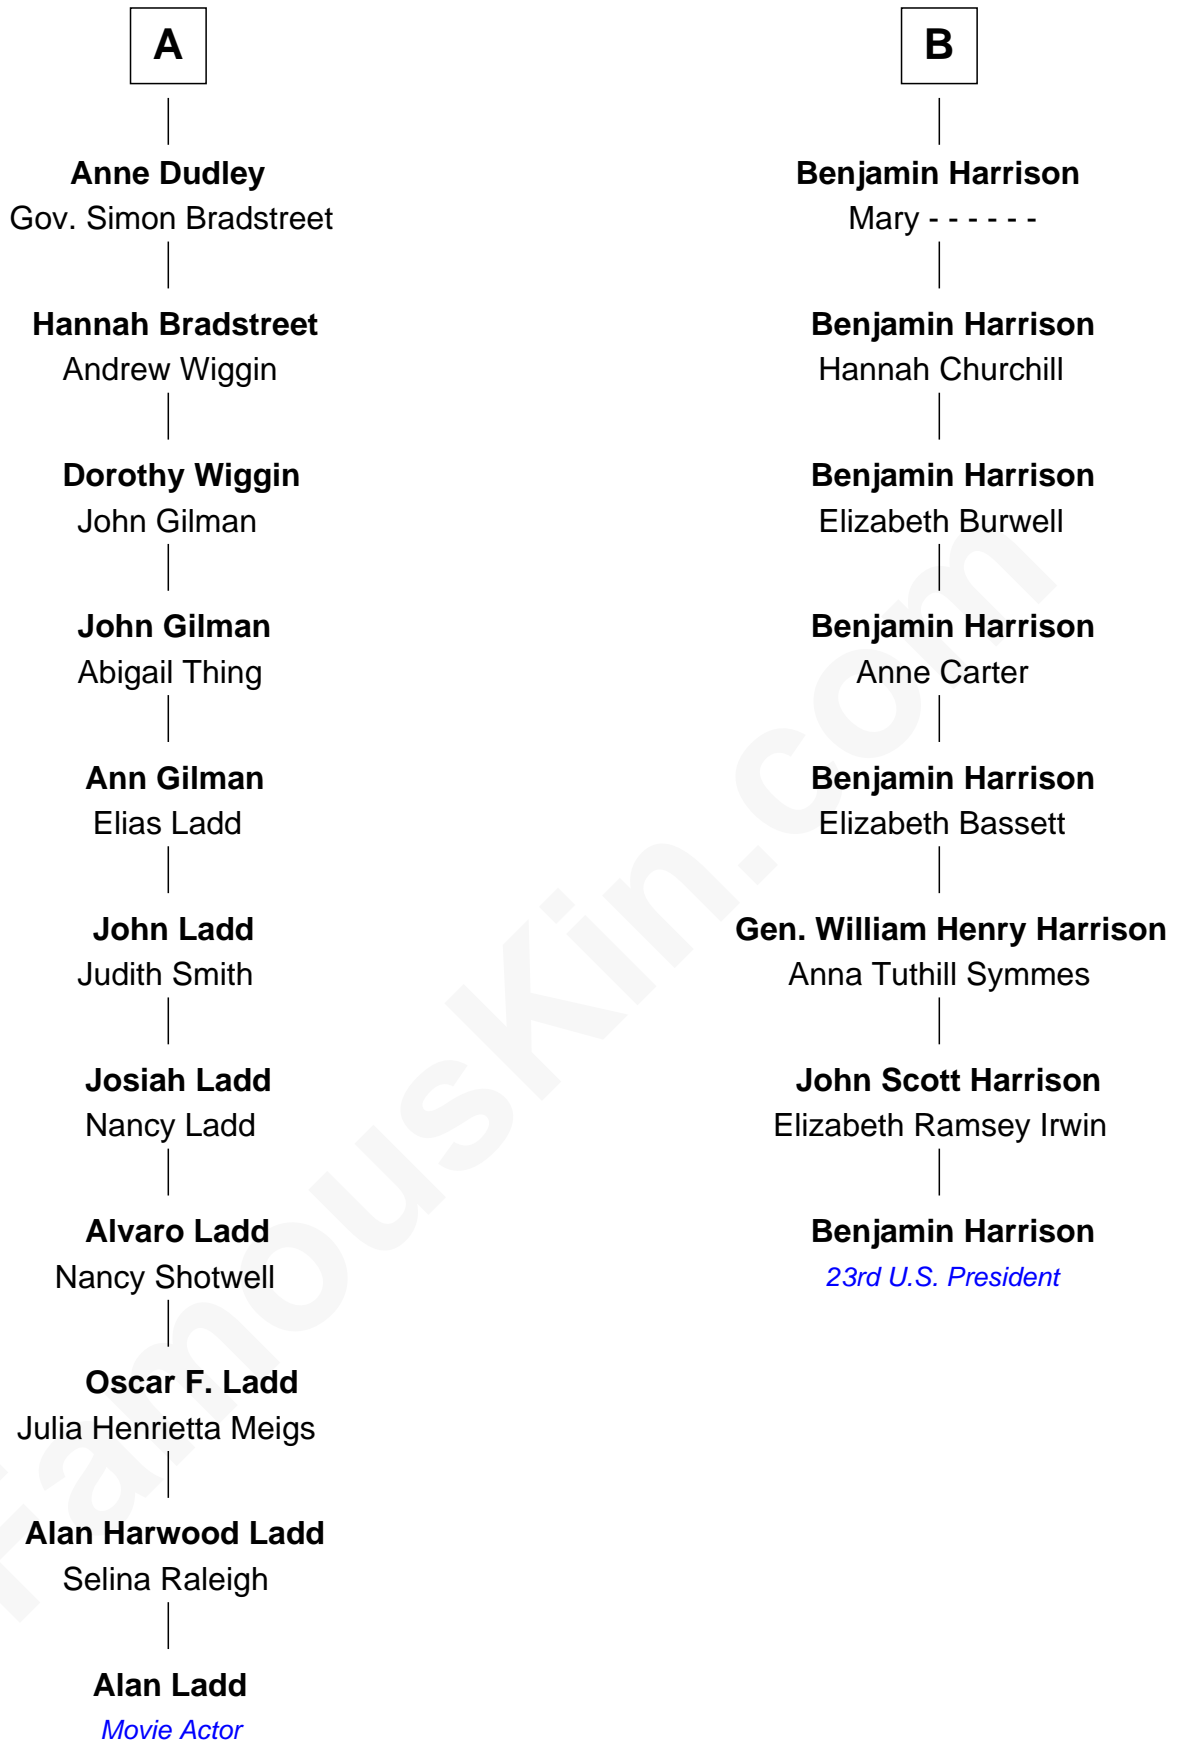 A
Anne Dudley
Gov. Simon Bradstreet
Hannah Bradstreet
Andrew Wiggin
Dorothy Wiggin
John Gilman
John Gilman
Abigail Thing
Ann Gilman
Elias Ladd
John Ladd
Judith Smith
Josiah Ladd
Nancy Ladd
Alvaro Ladd
Nancy Shotwell
Oscar F. Ladd
Julia Henrietta Meigs
Alan Harwood Ladd
Selina Raleigh
Alan Ladd
Movie Actor
B
Benjamin Harrison
Mary - - - - - -
Benjamin Harrison
Hannah Churchill
Benjamin Harrison
Elizabeth Burwell
Benjamin Harrison
Anne Carter
Benjamin Harrison
Elizabeth Bassett
Gen. William Henry Harrison
Anna Tuthill Symmes
John Scott Harrison
Elizabeth Ramsey Irwin
Benjamin Harrison
23rd U.S. President
FamousKin.com